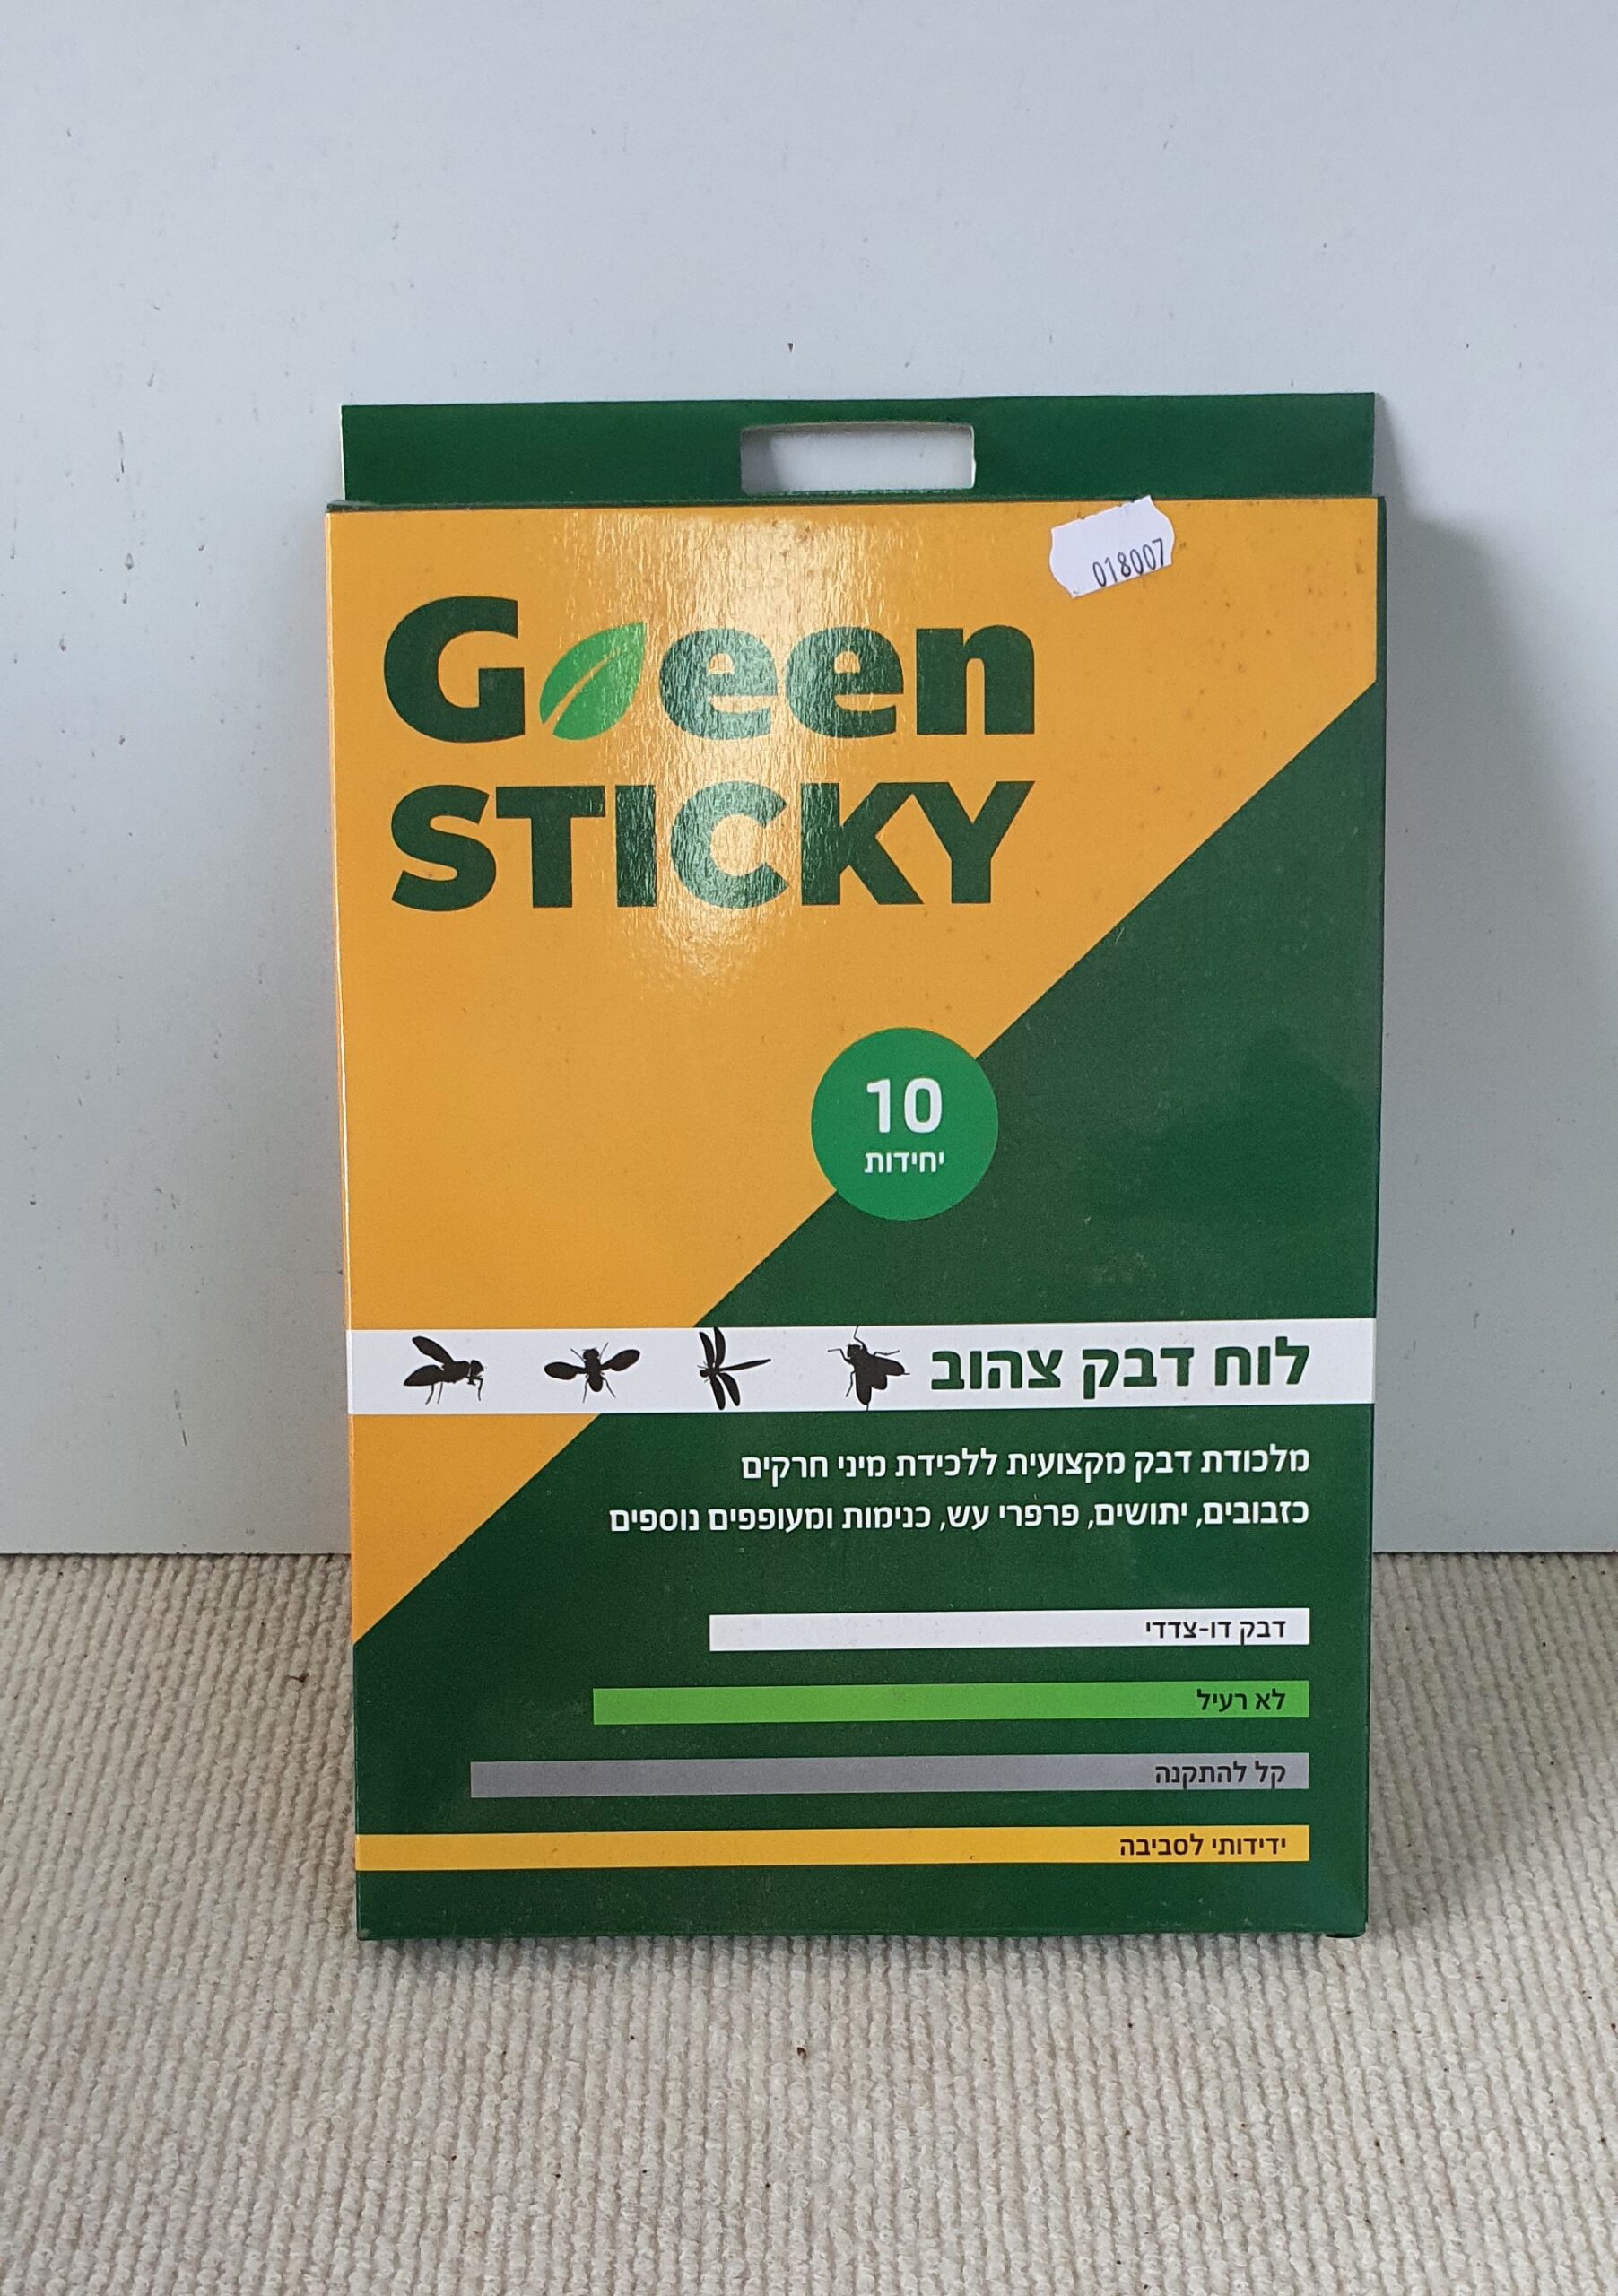 018007
Green
STICKY
10
יחידות
לוח דבק צהוב
מלכודת דבק מקצועית ללכידת מיני חרקים
כזבובים, יתושים, פרפרי עש, כנימות ומעופפים נוספים
דבק דו-צדדי
לא רעיל
קל להתקנה
ידידותי לסביבה